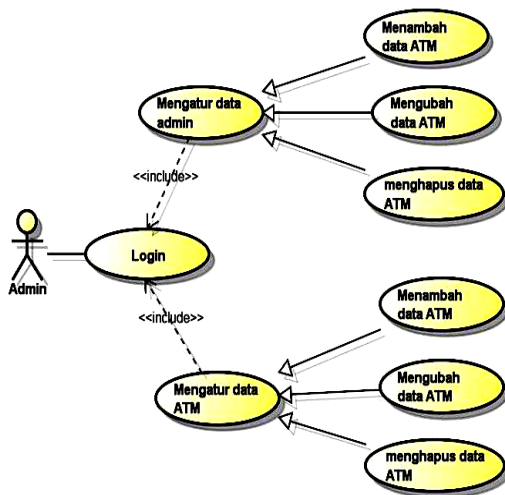 Menambah
data ATM
Mengatur data
admin
Mengubah
data ATM
<<include>>
menghapus data
ATM
Login
Admin
<<include>>
Menambah
data ATM
Mengatur data
ATM
Mengubah
data ATM
menghapus data
ATM